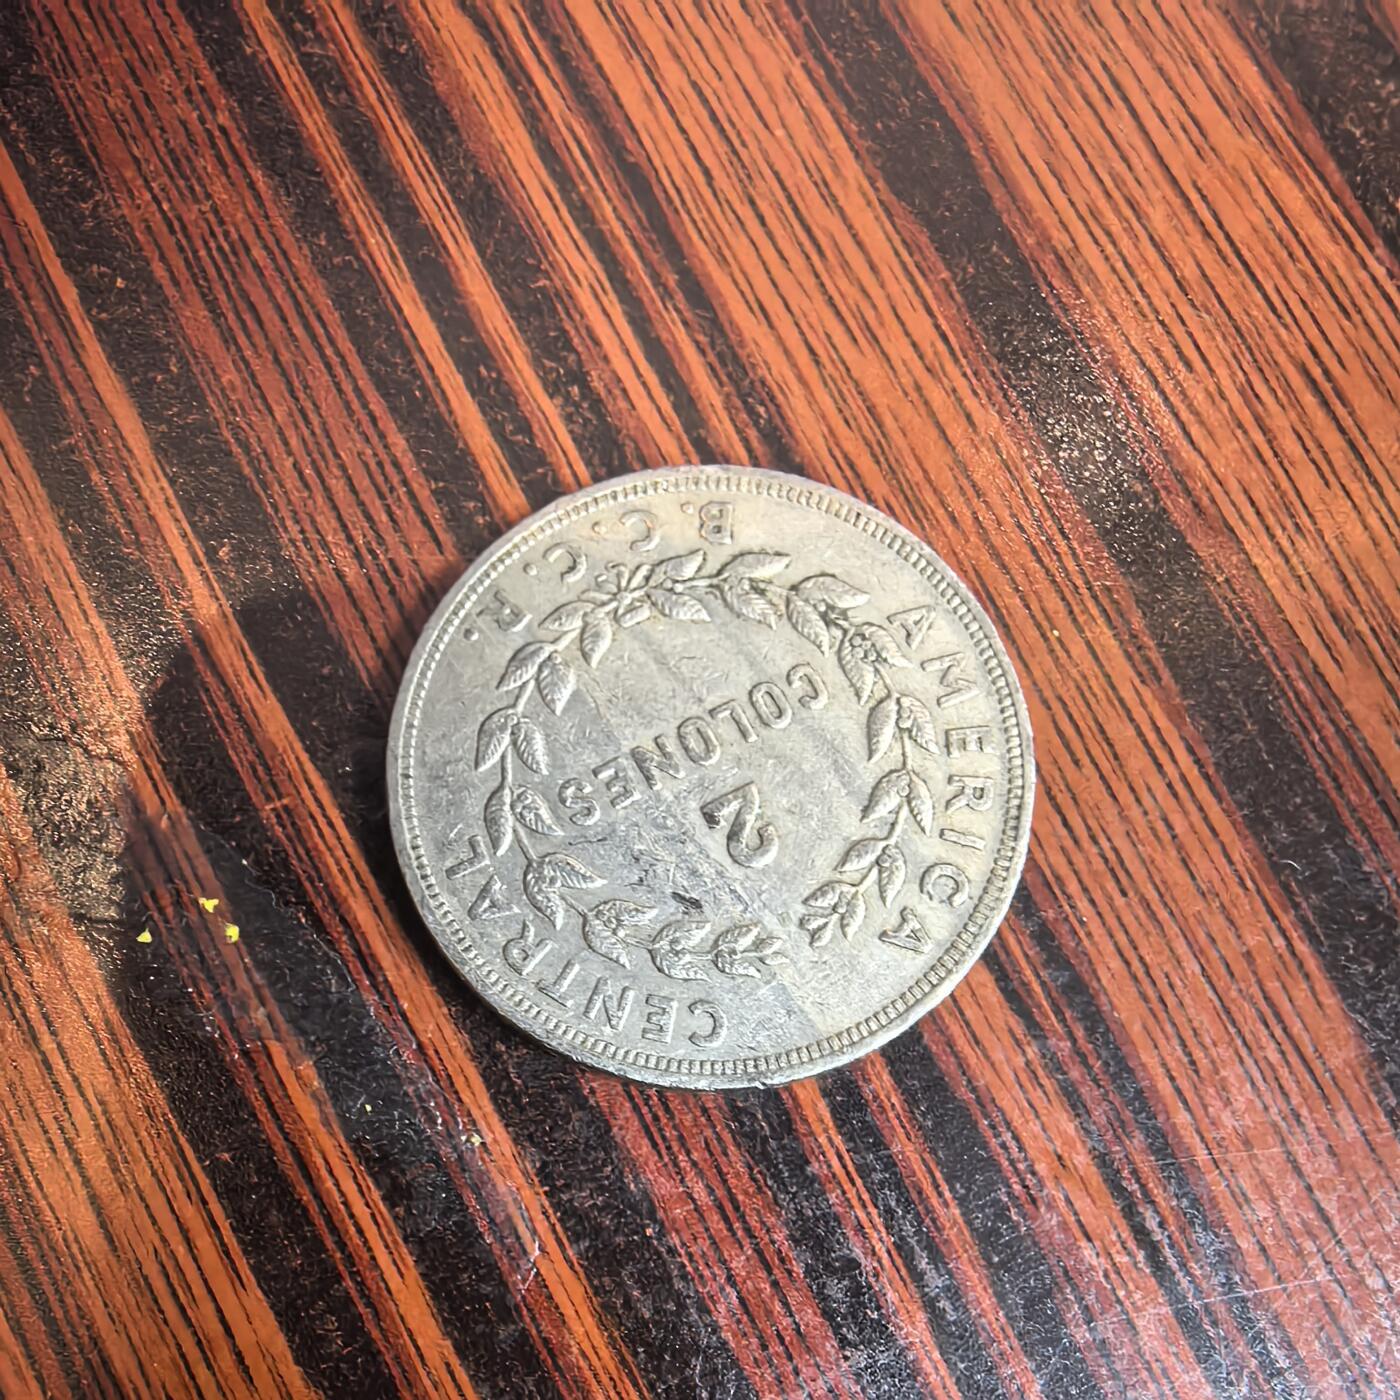 AMERICA CENTRAL
2
COLONES
B.C.C.R.